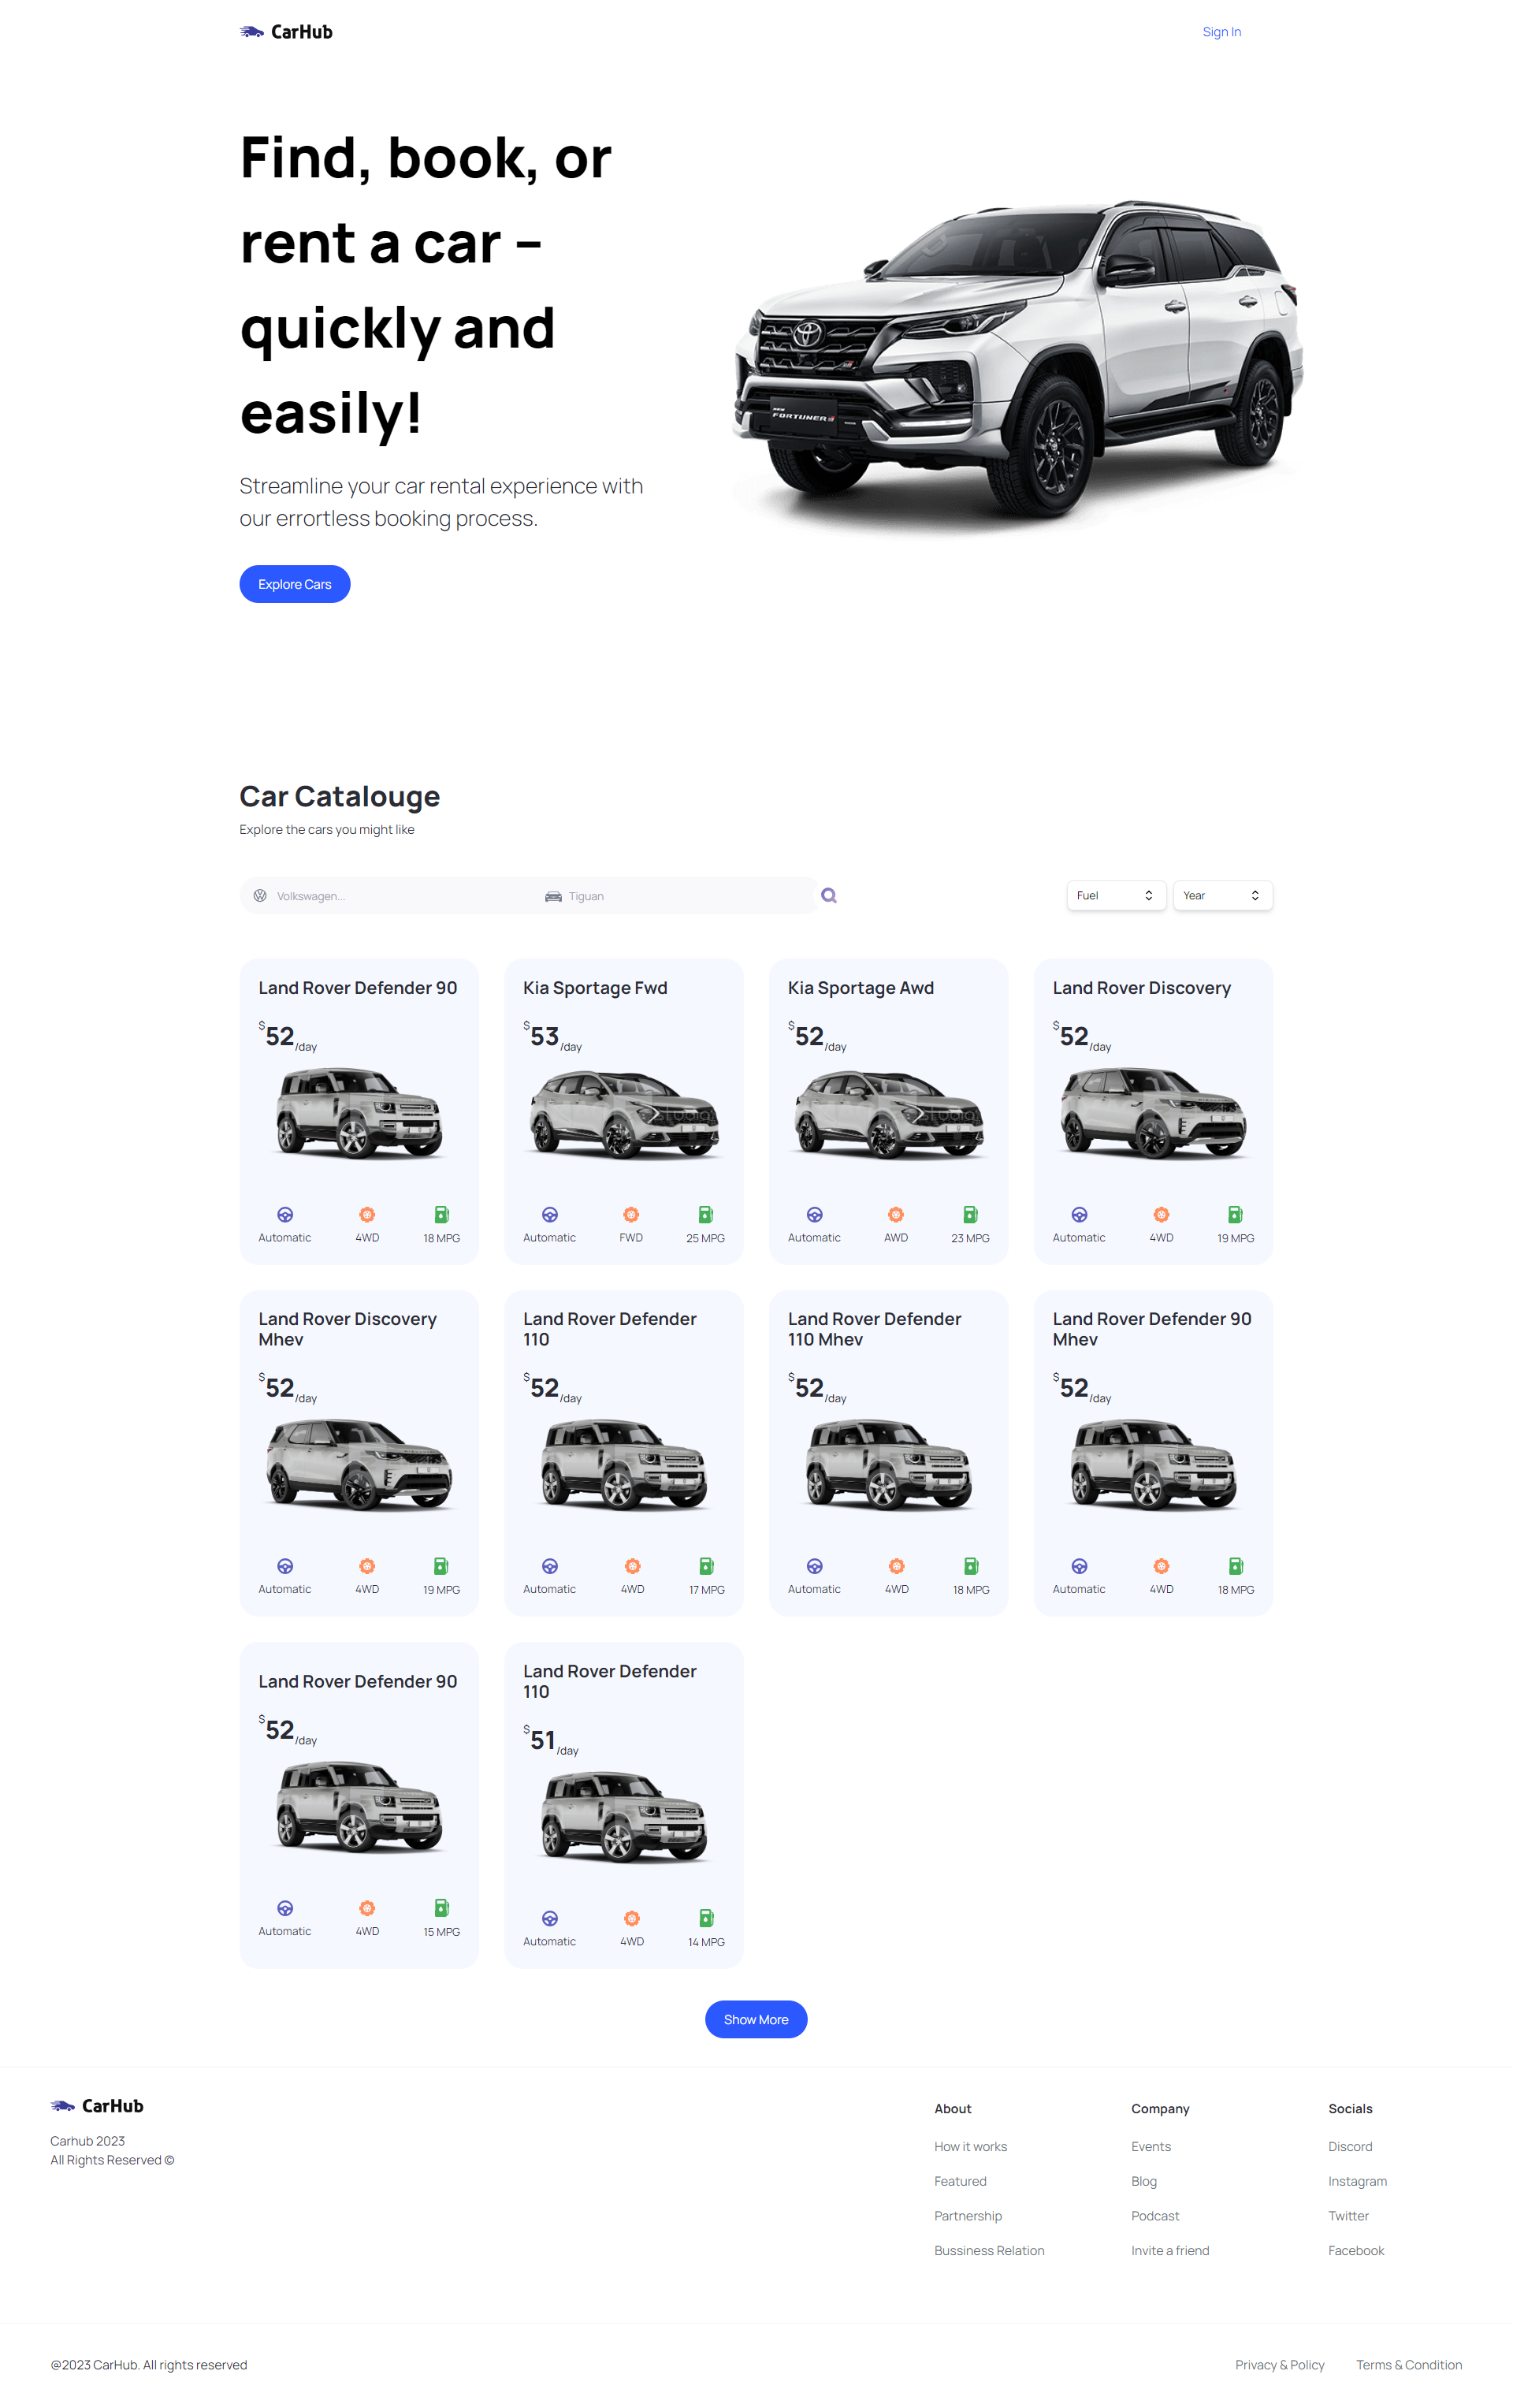 CarHub
Sign In
Find, book, or
rent a car –
quickly and
easily!
Streamline your car rental experience with
our errortless booking process.
Explore Cars
NEW
FORTUNER
Car Catalouge
Explore the cars you might like
Volkswagen...
Tiguan
Fuel
Year
Land Rover Defender 90
$52/day
Automatic
4WD
18 MPG
Kia Sportage Fwd
$53/day
Automatic
FWD
25 MPG
Kia Sportage Awd
$52/day
Automatic
AWD
23 MPG
Land Rover Discovery
$52/day
Automatic
4WD
19 MPG
Land Rover Discovery
Mhev
$52/day
Automatic
4WD
19 MPG
Land Rover Defender
110
$52/day
Automatic
4WD
17 MPG
Land Rover Defender
110 Mhev
$52/day
Automatic
4WD
18 MPG
Land Rover Defender 90
Mhev
$52/day
Automatic
4WD
18 MPG
Land Rover Defender 90
$52/day
Automatic
4WD
15 MPG
Land Rover Defender
110
$51/day
Automatic
4WD
14 MPG
Show More
CarHub
Carhub 2023
All Rights Reserved ©
About
How it works
Featured
Partnership
Bussiness Relation
Company
Events
Blog
Podcast
Invite a friend
Socials
Discord
Instagram
Twitter
Facebook
@2023 CarHub. All rights reserved
Privacy & Policy
Terms & Condition